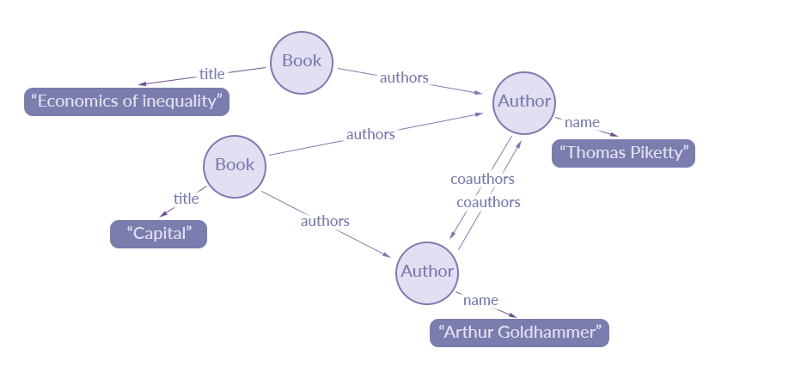 Book
title
authors
“Economics of inequality”
Author
name
authors
“Thomas Piketty”
Book
title
coauthors
coauthors
authors
“Capital”
Author
name
“Arthur Goldhammer”